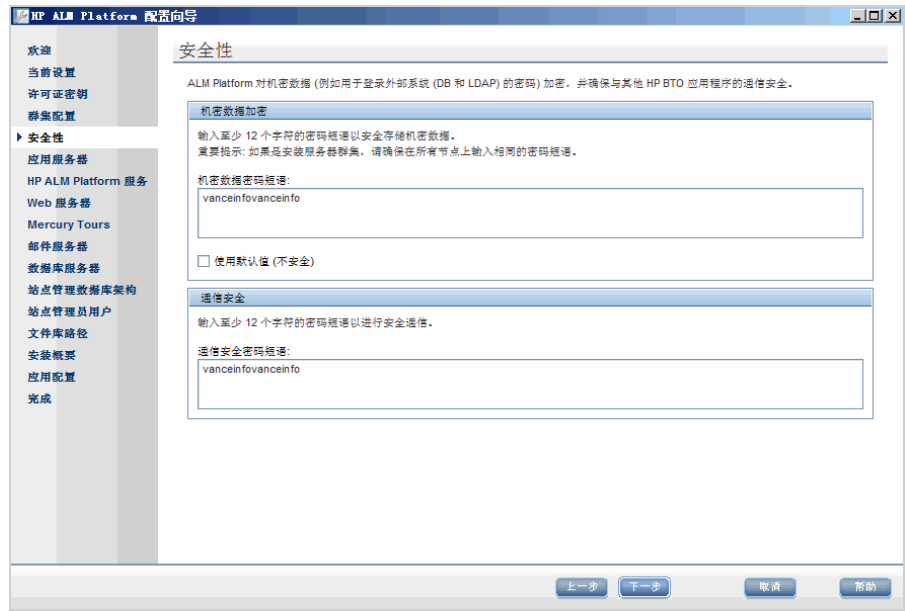 HP ALM Platform 配置向导
欢迎
当前设置
许可证密钥
群集配置
安全性
应用服务器
HP ALM Platform 服务
Web 服务器
Mercury Tours
邮件服务器
数据库服务器
站点管理数据库架构
站点管理员用户
文件库路径
安装概要
应用配置
完成
安全性
ALM Platform 对机密数据 (例如用于登录外部系统 (DB 和 LDAP) 的密码) 加密，并确保与其他 HP BTO 应用程序的通信安全。
机密数据加密
输入至少 12 个字符的密码短语以安全存储机密数据。
重要提示: 如果是安装服务器群集，请确保在所有节点上输入相同的密码短语。
机密数据密码短语:
vanceinfovanceinfo
使用默认值 (不安全)
通信安全
输入至少 12 个字符的密码短语以进行安全通信。
通信安全密码短语:
vanceinfovanceinfo
上一步
下一步
取消
帮助